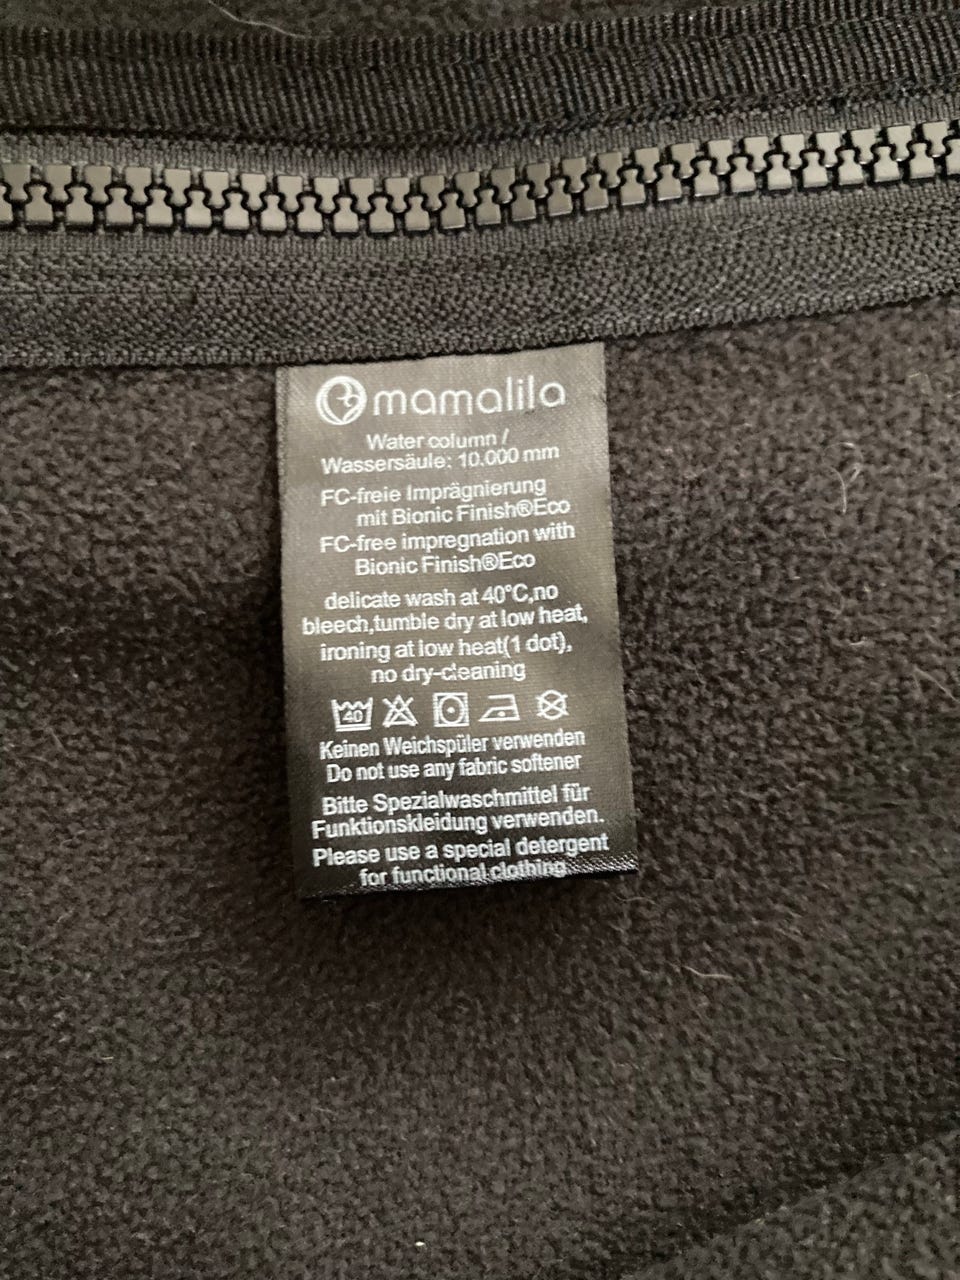 mamalila
Water column /
Wassersäule: 10.000 mm
FC-freie Imprägnierung
mit Bionic Finish®Eco
FC-free impregnation with
Bionic Finish®Eco
delicate wash at 40°C,no
bleech,tumble dry at low heat,
ironing at low heat(1 dot),
no dry-cleaning
40
Keinen Weichspüler verwenden
Do not use any fabric softener
Bitte Spezialwaschmittel für
Funktionskleidung verwenden.
Please use a special detergent
for functional clothing